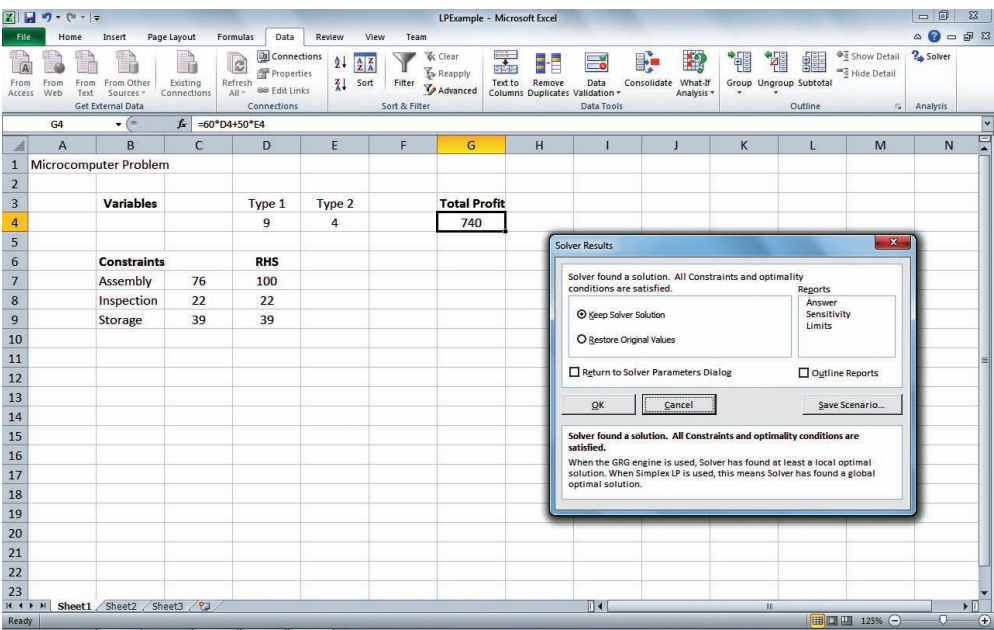 LPExample - Microsoft Excel
File Home Insert Page Layout Formulas Data Review View Team
From Access
From Web
From Text
From Other Sources
Existing Connections
Get External Data
Refresh All
Connections
Properties
Edit Links
Connections
Sort
Filter
Clear
Reapply
Advanced
Sort & Filter
Text to Columns
Remove Duplicates
Data Validation
Consolidate
What-If Analysis
Data Tools
Group
Ungroup
Subtotal
Show Detail
Hide Detail
Outline
Solver
Analysis
G4 fx =60*D4+50*E4
A B C D E F G H I J K L M N
1 Microcomputer Problem
2
3 Variables Type 1 Type 2 Total Profit
4 9 4 740
5
6 Constraints RHS
7 Assembly 76 100
8 Inspection 22 22
9 Storage 39 39
10
11
12
13
14
15
16
17
18
19
20
21
22
23
Solver Results
Solver found a solution. All Constraints and optimality
conditions are satisfied.
Reports
Keep Solver Solution
Restore Original Values
Answer
Sensitivity
Limits
Return to Solver Parameters Dialog
Outline Reports
OK Cancel Save Scenario...
Solver found a solution. All Constraints and optimality conditions are
satisfied.
When the GRG engine is used, Solver has found at least a local optimal
solution. When Simplex LP is used, this means Solver has found a global
optimal solution.
Sheet1 Sheet2 Sheet3
Ready 125%